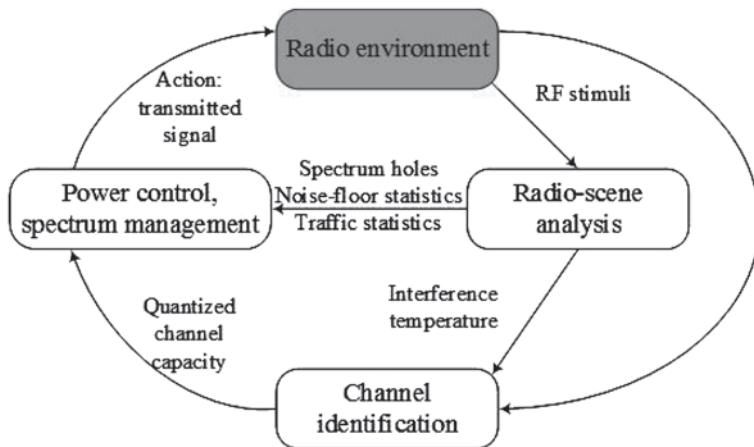 Radio environment
Action:
transmitted
signal
RF stimuli
Power control,
spectrum management
Spectrum holes
Noise-floor statistics
Traffic statistics
Radio-scene
analysis
Quantized
channel
capacity
Interference
temperature
Channel
identification